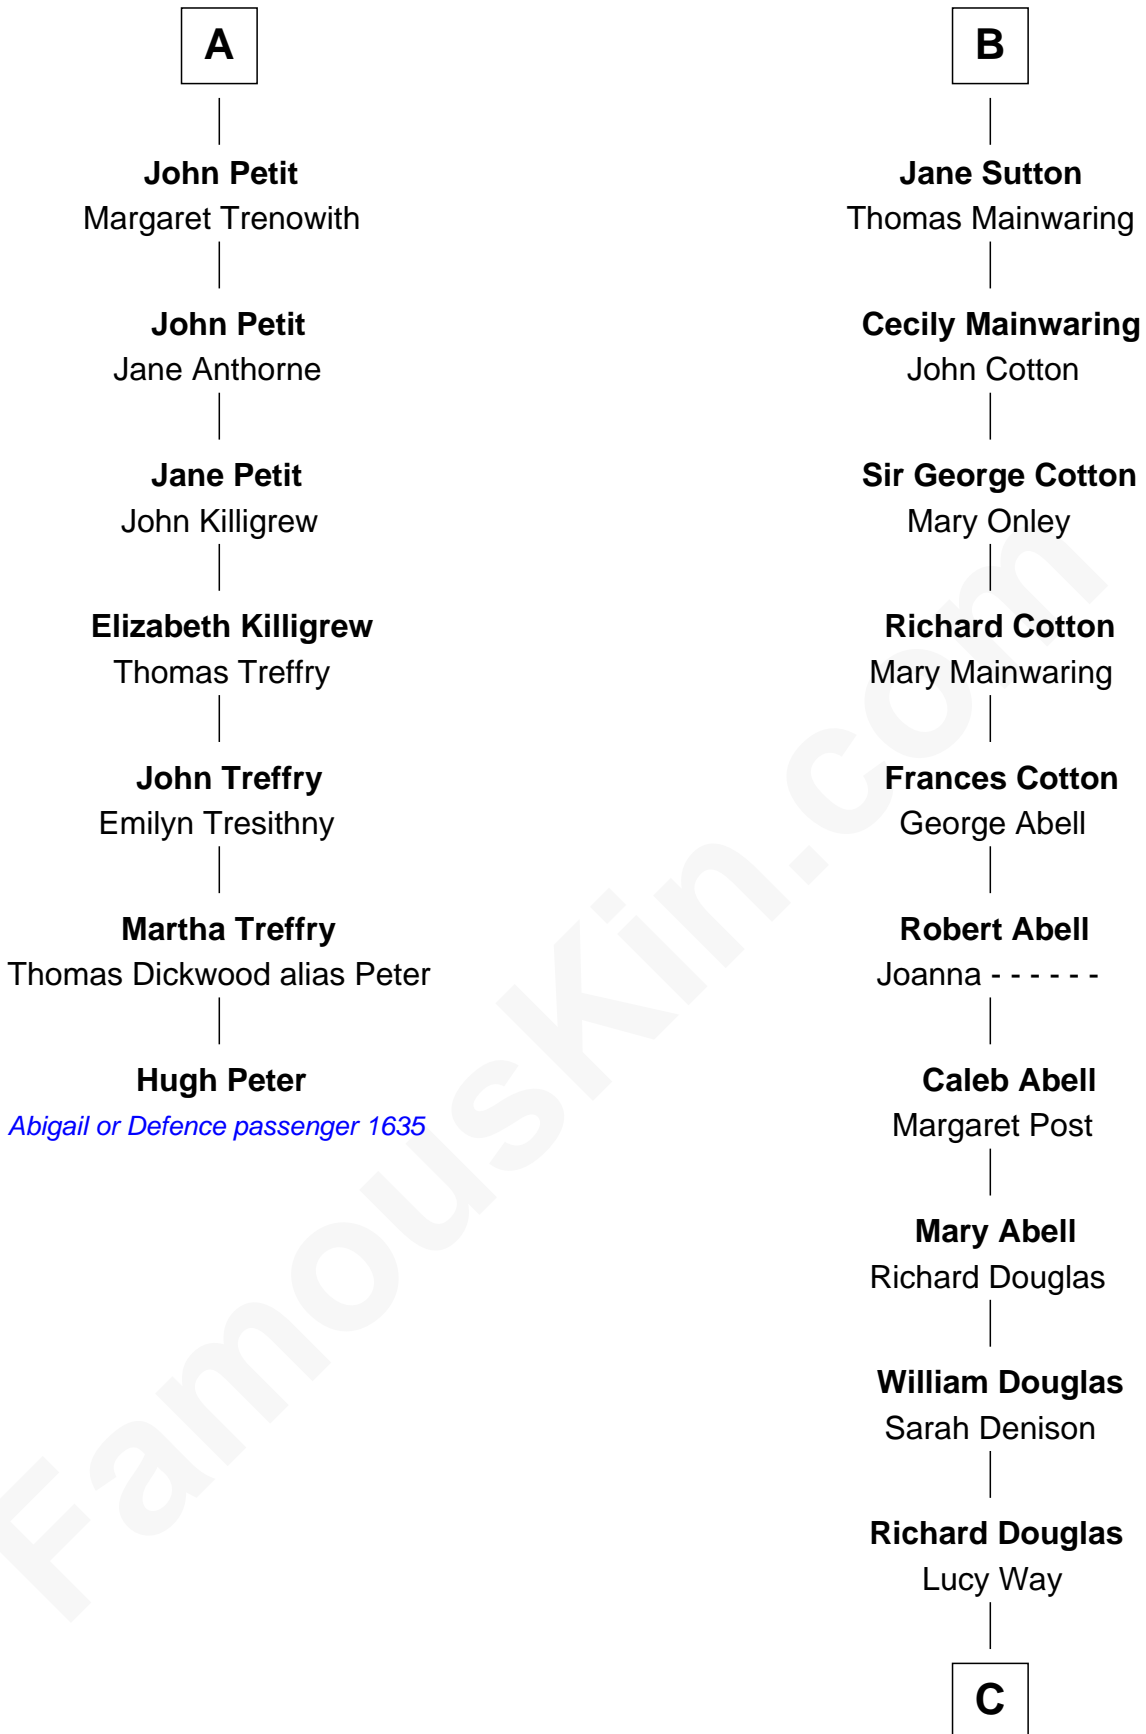 A
John Petit
Margaret Trenowith
John Petit
Jane Anthorne
Jane Petit
John Killigrew
Elizabeth Killigrew
Thomas Treffry
John Treffry
Emilyn Tresithny
Martha Treffry
Thomas Dickwood alias Peter
Hugh Peter
Abigail or Defence passenger 1635
B
Jane Sutton
Thomas Mainwaring
Cecily Mainwaring
John Cotton
Sir George Cotton
Mary Onley
Richard Cotton
Mary Mainwaring
Frances Cotton
George Abell
Robert Abell
Joanna - - - - - -
Caleb Abell
Margaret Post
Mary Abell
Richard Douglas
William Douglas
Sarah Denison
Richard Douglas
Lucy Way
C
FamousKin.com